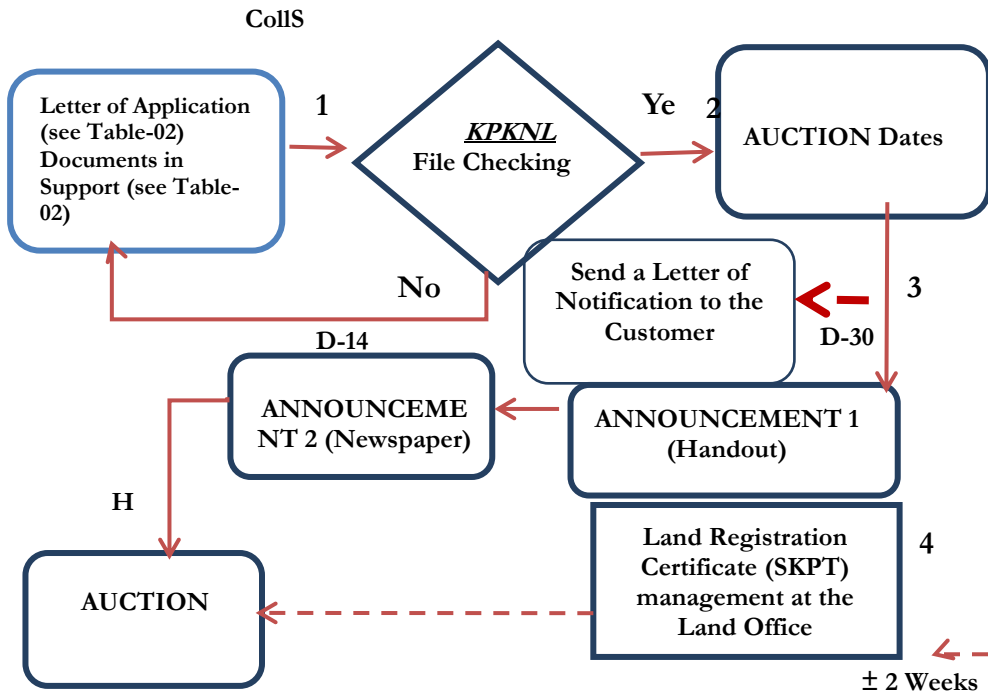 CollS
Letter of Application
(see Table-02)
Documents in
Support (see Table-
02)
1
KPKNL
File Checking
Ye
2
AUCTION Dates
No
Send a Letter of
Notification to the
Customer
3
D-30
D-14
ANNOUNCEME
NT 2 (Newspaper)
ANNOUNCEMENT 1
(Handout)
H
AUCTION
Land Registration
Certificate (SKPT)
management at the
Land Office
4
± 2 Weeks